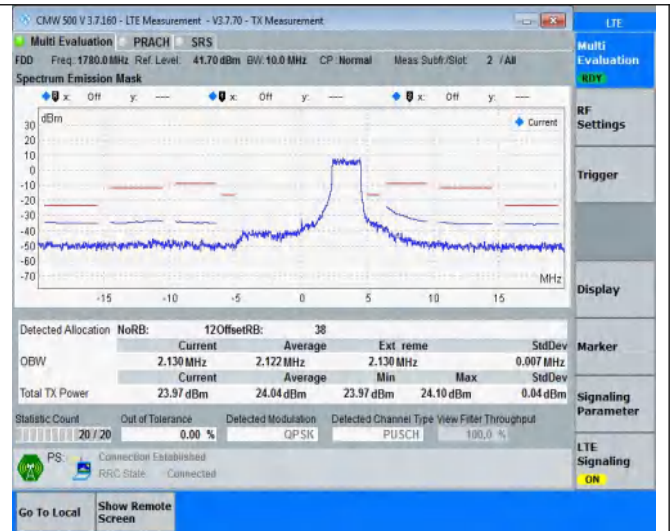 CMW 500 V 3.7.160 - LTE Measurement - V3.7.70 - TX Measurement
LTE
Multi Evaluation PRACH SRS
FDD Freq: 1780.0 MHz Ref. Level: 41.70 dBm BW: 10.0 MHz CP: Normal Meas Subfr./Slot: 2 / All
Spectrum Emission Mask
x: Off y: --- x: Off y: --- x: Off y: ---
dBm
Current
30
20
10
0
-10
-20
-30
-40
-50
-60
-70
MHz
-15 -10 -5 0 5 10 15
Detected Allocation NoRB: 12 OffsetRB: 38
Current Average Extreme StdDev
OBW 2.130 MHz 2.122 MHz 2.130 MHz 0.007 MHz
Current Average Min Max StdDev
Total TX Power 23.97 dBm 24.04 dBm 23.97 dBm 24.10 dBm 0.04 dBm
Statistic Count Out of Tolerance Detected Modulation Detected Channel Type View Filter Throughput
20 / 20 0.00 % QPSK PUSCH 100.0 %
PS: Connection Established
RRC State Connected
Multi
Evaluation
RDY
RF
Settings
Trigger
Display
Marker
Signaling
Parameter
LTE
Signaling
ON
Go To Local
Show Remote
Screen